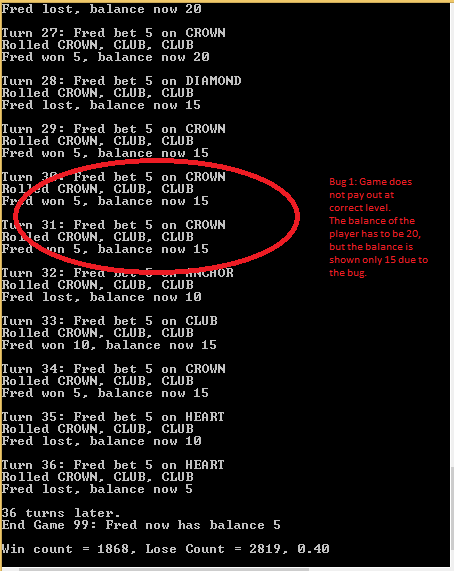 Fred lost, balance now 20
Turn 27: Fred bet 5 on CROWN
Rolled CROWN, CLUB, CLUB
Fred won 5, balance now 20
Turn 28: Fred bet 5 on DIAMOND
Rolled CROWN, CLUB, CLUB
Fred lost, balance now 15
Turn 29: Fred bet 5 on CROWN
Rolled CROWN, CLUB, CLUB
Fred won 5, balance now 15
Turn 30: Fred bet 5 on CROWN
Rolled CROWN, CLUB, CLUB
Fred won 5, balance now 15
Turn 31: Fred bet 5 on CROWN
Rolled CROWN, CLUB, CLUB
Fred won 5, balance now 15
Turn 32: Fred bet 5 on ANCHOR
Rolled CROWN, CLUB, CLUB
Fred lost, balance now 10
Turn 33: Fred bet 5 on CLUB
Rolled CROWN, CLUB, CLUB
Fred won 10, balance now 15
Turn 34: Fred bet 5 on CROWN
Rolled CROWN, CLUB, CLUB
Fred won 5, balance now 15
Turn 35: Fred bet 5 on HEART
Rolled CROWN, CLUB, CLUB
Fred lost, balance now 10
Turn 36: Fred bet 5 on HEART
Rolled CROWN, CLUB, CLUB
Fred lost, balance now 5
36 turns later.
End Game 99: Fred now has balance 5
Win count = 1868, Lose Count = 2819, 0.40
Bug 1: Game does
not pay out at
correct level.
The balance of the
player has to be 20,
but the balance is
shown only 15 due to
the bug.